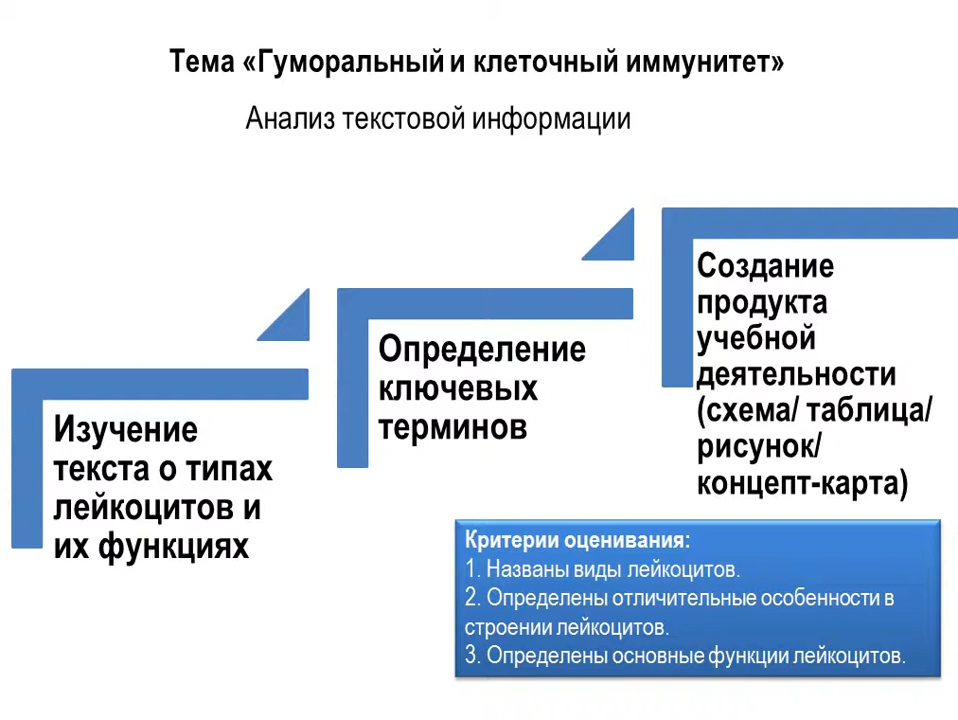 Тема «Гуморальный и клеточный иммунитет»
Анализ текстовой информации
Изучение
текста о типах
лейкоцитов и
их функциях
Определение
ключевых
терминов
Создание
продукта
учебной
деятельности
(схема/ таблица/
рисунок/
концепт-карта)
Критерии оценивания:
1. Названы виды лейкоцитов.
2. Определены отличительные особенности в
строении лейкоцитов.
3. Определены основные функции лейкоцитов.